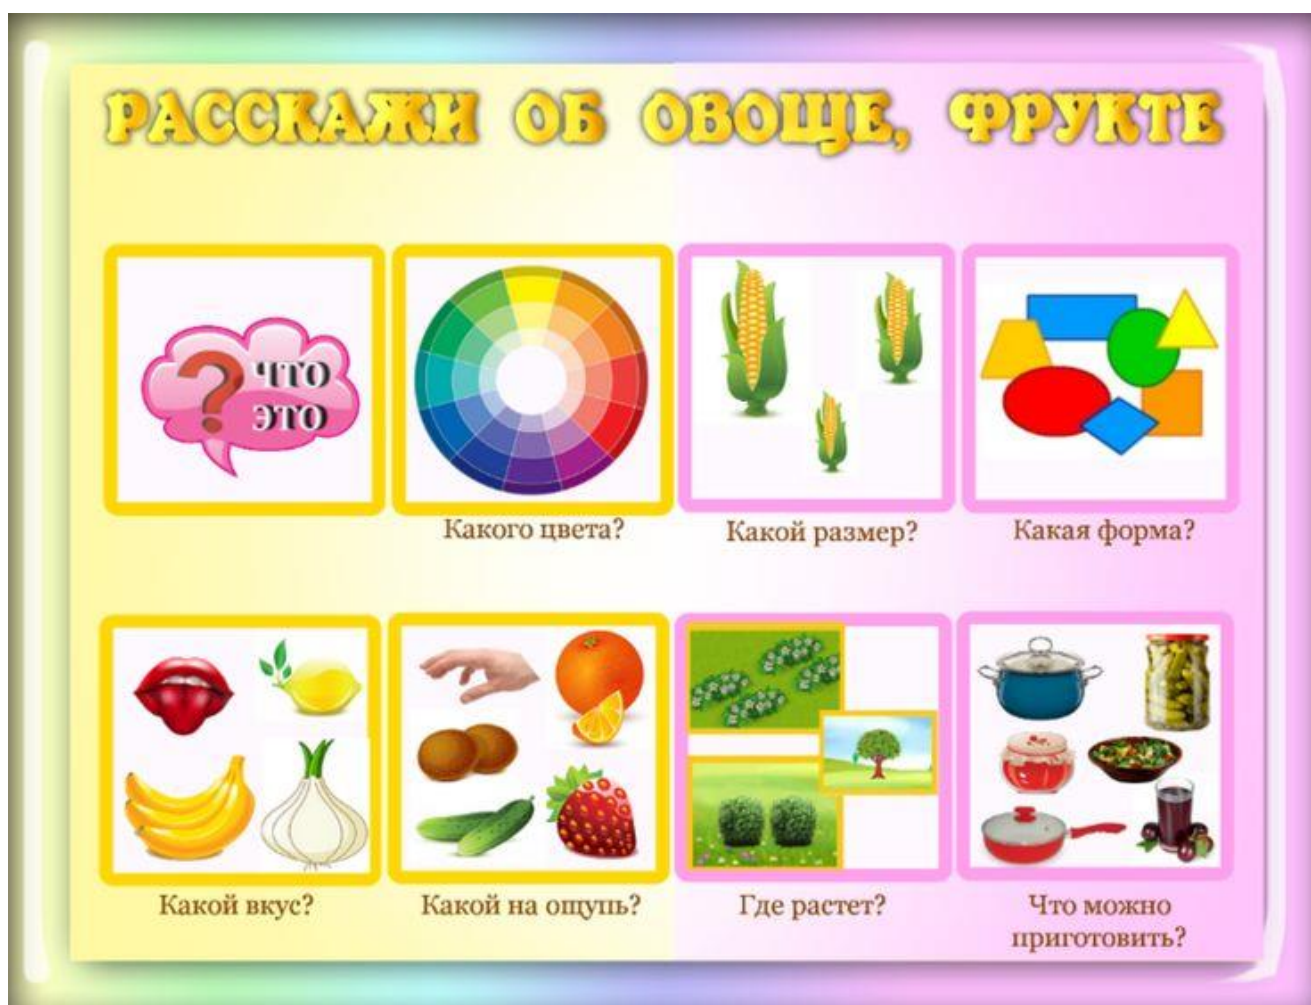 РАССКАЖИ ОБ ОВОЩЕ, ФРУКТЕ
ЧТО
ЭТО
Какого цвета?
Какой размер?
Какая форма?
Какой вкус?
Какой на ощупь?
Где растет?
Что можно
приготовить?